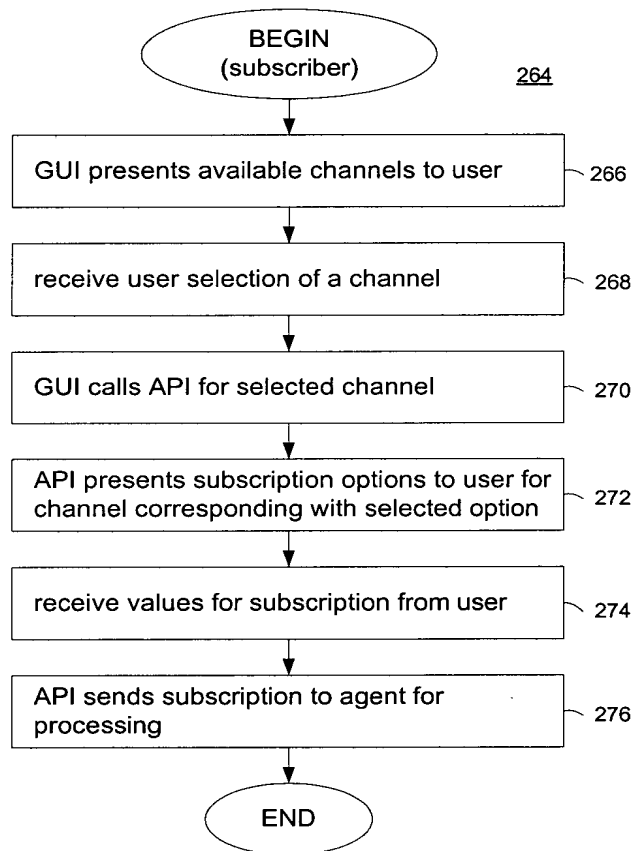 BEGIN
(subscriber)
264
GUI presents available channels to user
266
receive user selection of a channel
268
GUI calls API for selected channel
270
API presents subscription options to user for
channel corresponding with selected option
272
receive values for subscription from user
274
API sends subscription to agent for
processing
276
END